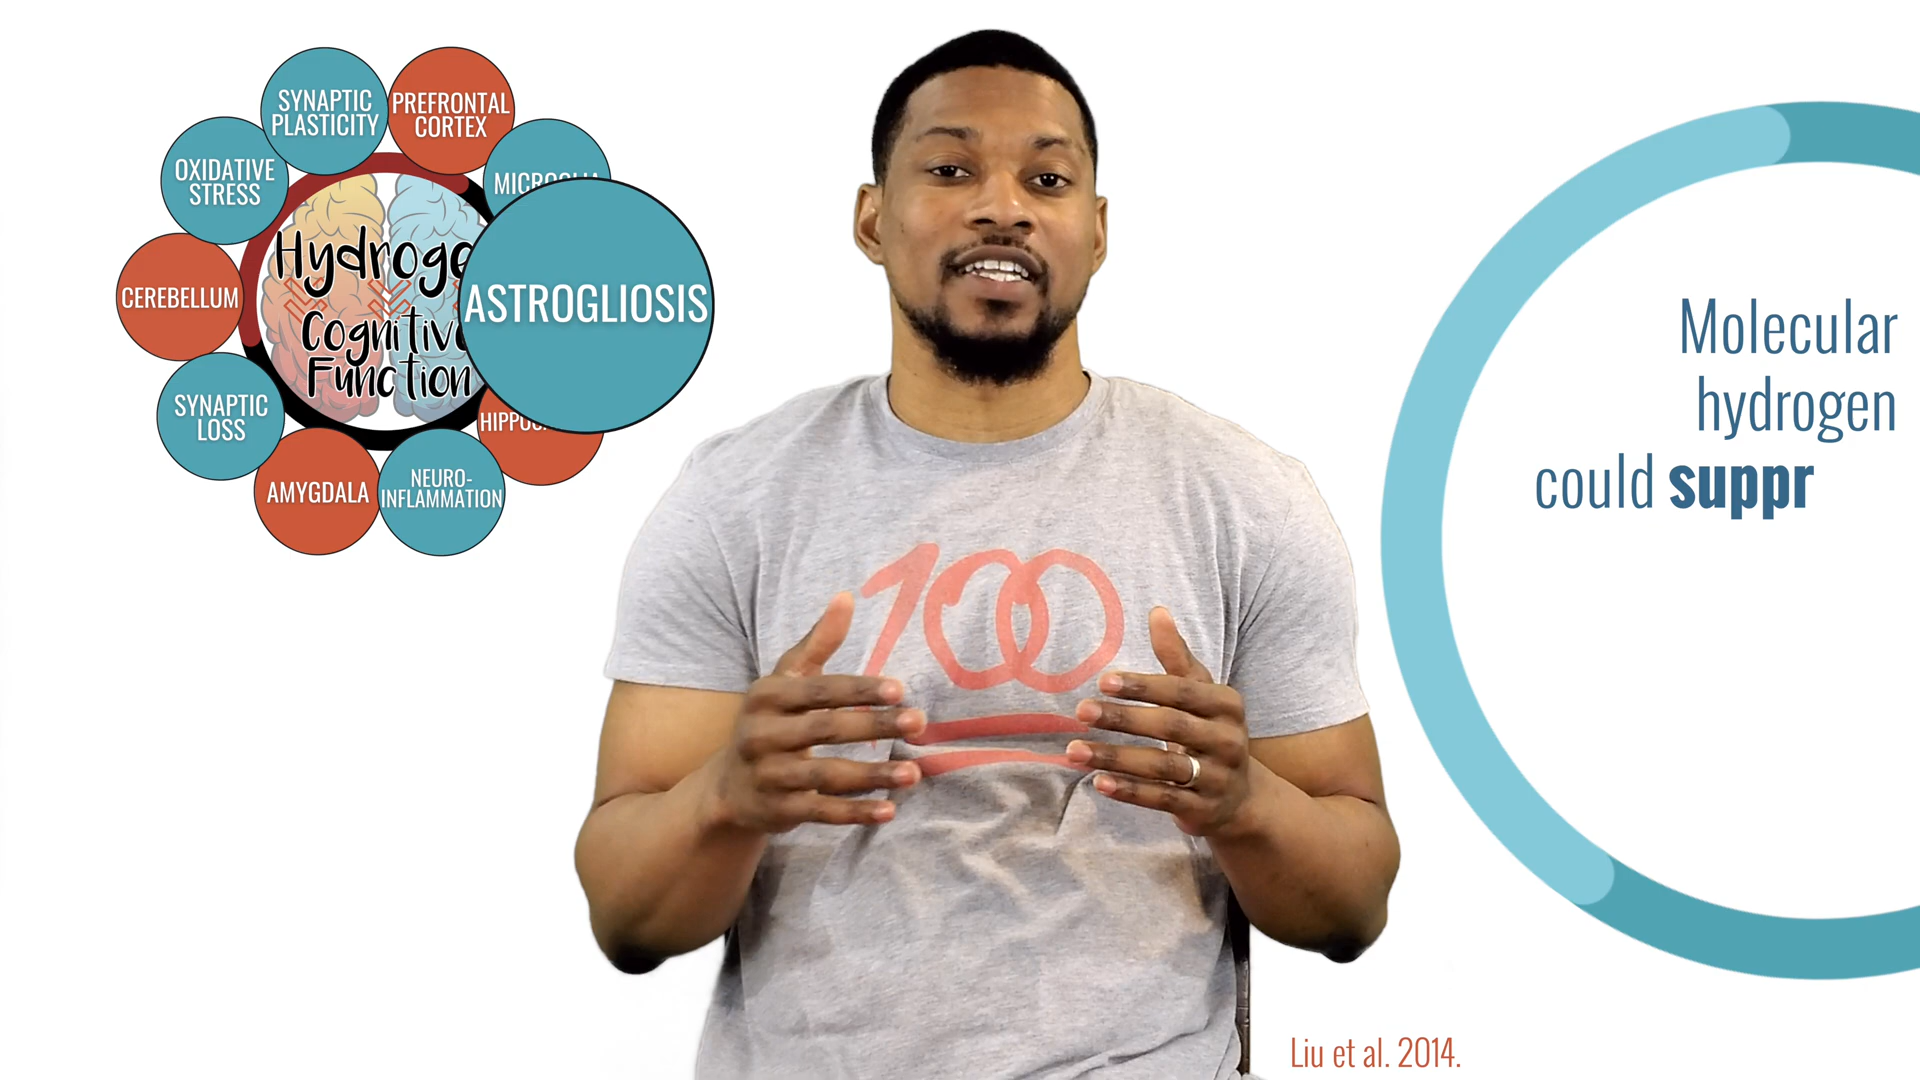 SYNAPTIC
PLASTICITY
PREFRONTAL
CORTEX
OXIDATIVE
STRESS
CEREBELLUM
ASTROGLIOSIS
Cognitiv
Function
Hydroge
SYNAPTIC
LOSS
AMYGDALA
NEURO-
INFLAMMATION
100
Molecular
hydrogen
could suppr
Liu et al. 2014.